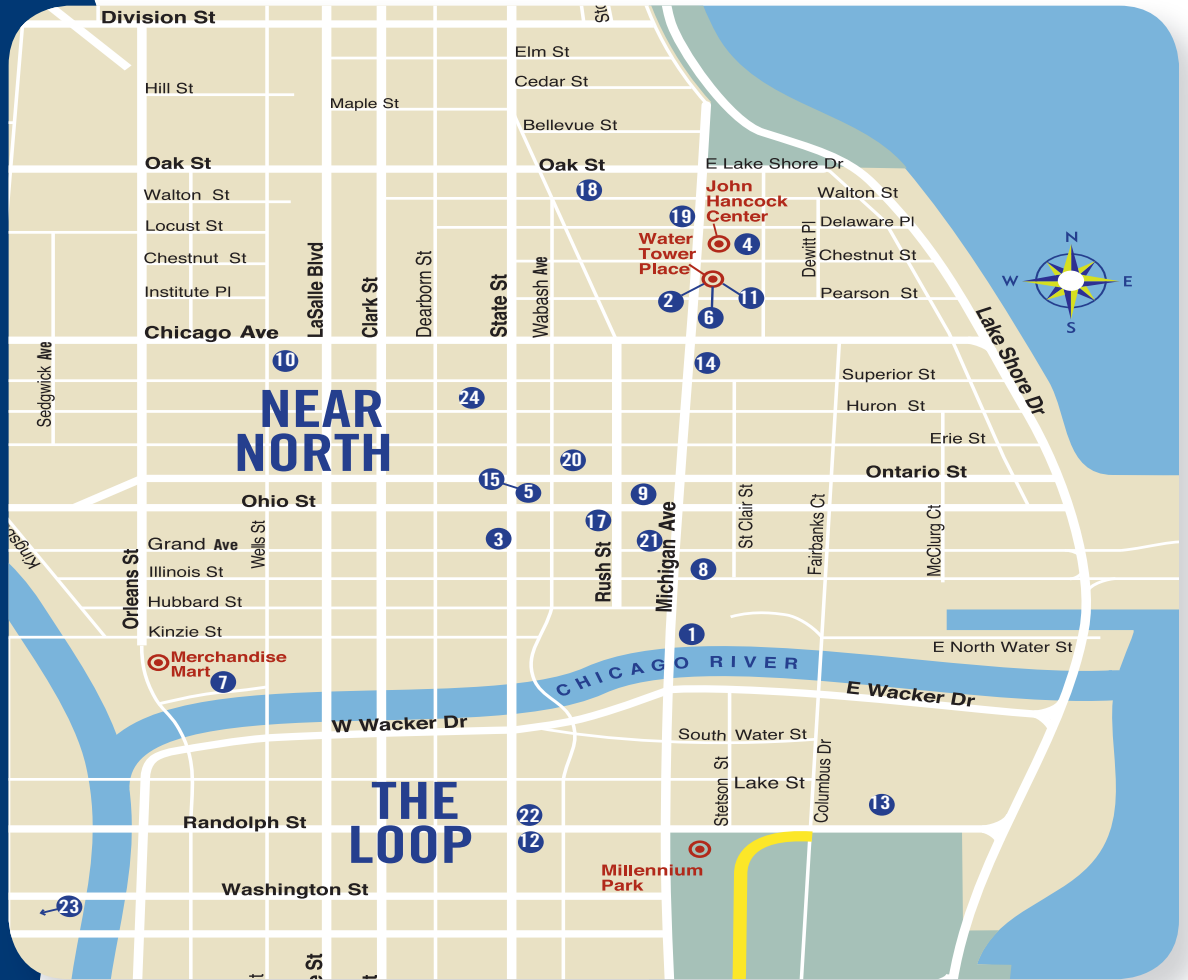 Division St
Sto
Elm St
Cedar St
Hill St
Maple St
Bellevue St
Oak St
Oak St
E Lake Shore Dr
Walton St
18
John
Hancock
Center
Walton St
Locust St
19
Delaware Pl
Water
Tower
Place
4
Dewitt Pl
Chestnut St
Chestnut St
Institute Pl
2
11
6
Pearson St
N
W
E
S
LaSalle Blvd
Clark St
Dearborn St
State St
Wabash Ave
Chicago Ave
Lake Shore Dr
Sedgwick Ave
10
14
Superior St
NEAR
NORTH
24
Huron St
Erie St
20
Ontario St
15
5
9
Ohio St
17
3
21
Michigan Ave
St Clair St
Fairbanks Ct
McClurg Ct
Kingsb
Orleans St
Grand Ave
Wells St
Illinois St
Rush St
8
Hubbard St
Kinzie St
1
E North Water St
Merchandise
Mart
7
CHICAGO RIVER
E Wacker Dr
W Wacker Dr
South Water St
Stetson St
Lake St
Columbus Dr
THE
LOOP
22
13
Randolph St
12
Millennium
Park
Washington St
23
e St
t
t